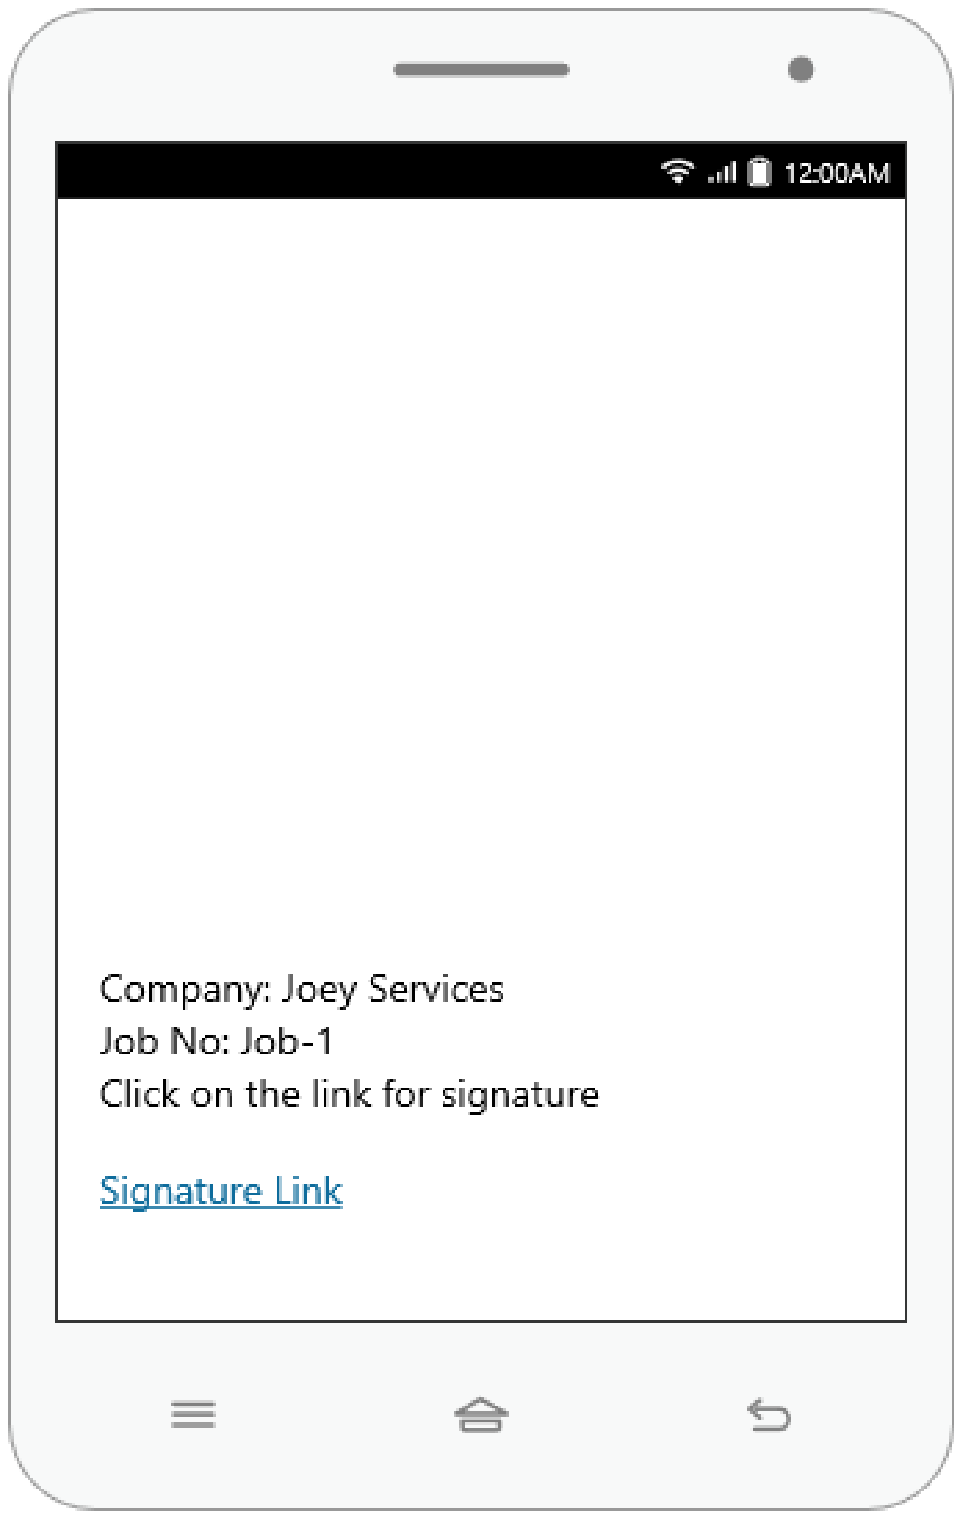 12:00AM
Company: Joey Services
Job No: Job-1
Click on the link for signature
Signature Link